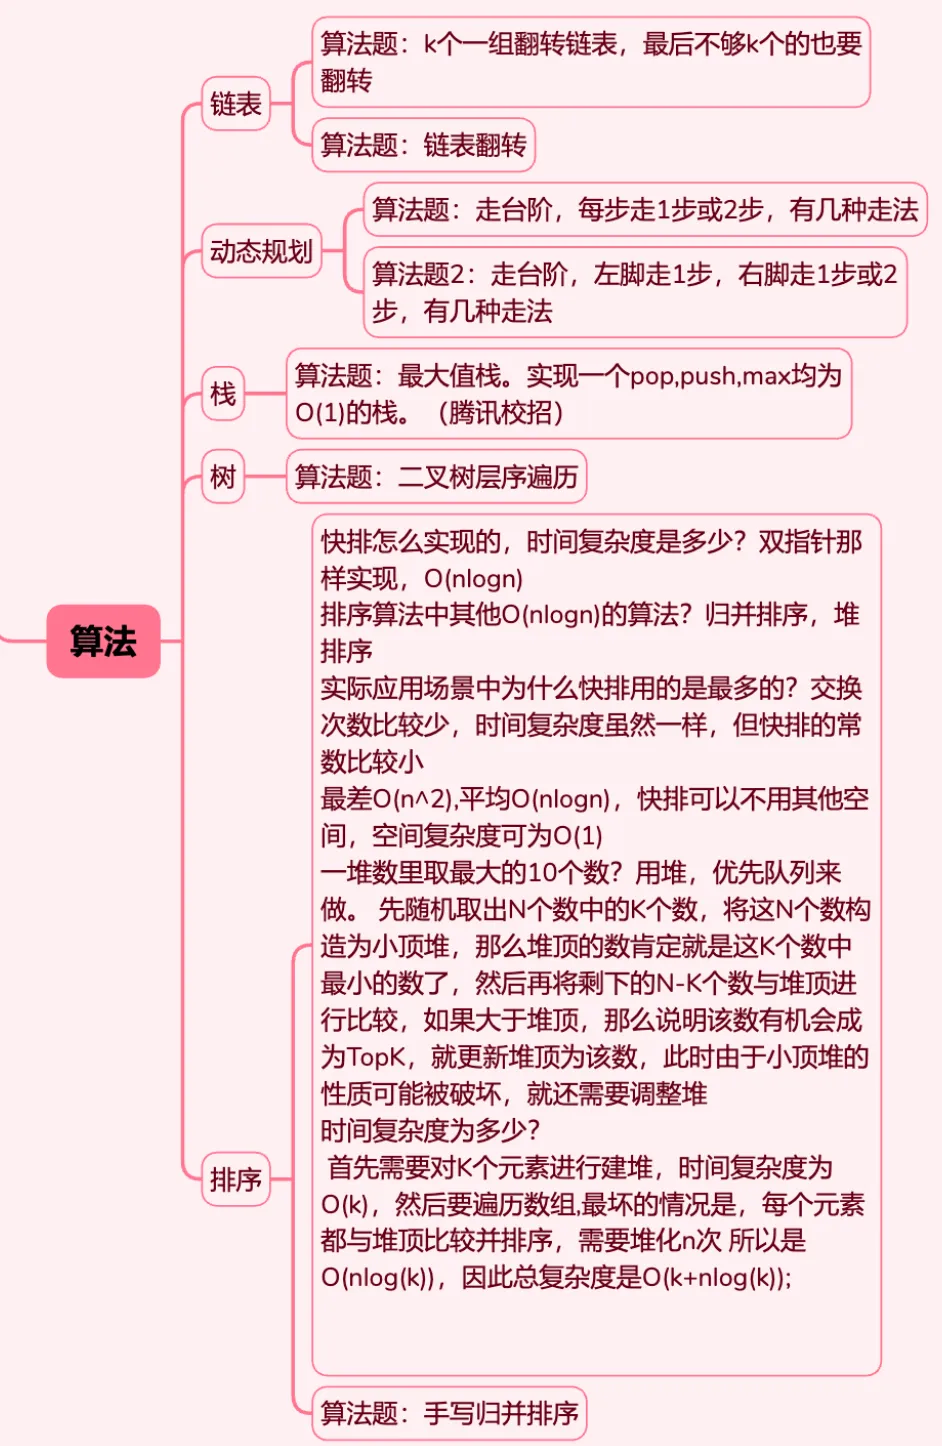 算法
链表
算法题：k个一组翻转链表，最后不够k个的也要
翻转
算法题：链表翻转
动态规划
算法题：走台阶，每步走1步或2步，有几种走法
算法题2：走台阶，左脚走1步，右脚走1步或2
步，有几种走法
栈
算法题：最大值栈。实现一个pop,push,max均为
O(1)的栈。（腾讯校招）
树
算法题：二叉树层序遍历
排序
快排怎么实现的，时间复杂度是多少？双指针那
样实现，O(nlogn)
排序算法中其他O(nlogn)的算法？归并排序，堆
排序
实际应用场景中为什么快排用的是最多的？交换
次数比较少，时间复杂度虽然一样，但快排的常
数比较小
最差O(n^2),平均O(nlogn)，快排可以不用其他空
间，空间复杂度可为O(1)
一堆数里取最大的10个数？用堆，优先队列来
做。 先随机取出N个数中的K个数，将这N个数构
造为小顶堆，那么堆顶的数肯定就是这K个数中
最小的数了，然后再将剩下的N-K个数与堆顶进
行比较，如果大于堆顶，那么说明该数有机会成
为TopK，就更新堆顶为该数，此时由于小顶堆的
性质可能被破坏，就还需要调整堆
时间复杂度为多少？
首先需要对K个元素进行建堆，时间复杂度为
O(k)，然后要遍历数组,最坏的情况是，每个元素
都与堆顶比较并排序，需要堆化n次 所以是
O(nlog(k))，因此总复杂度是O(k+nlog(k));
算法题：手写归并排序